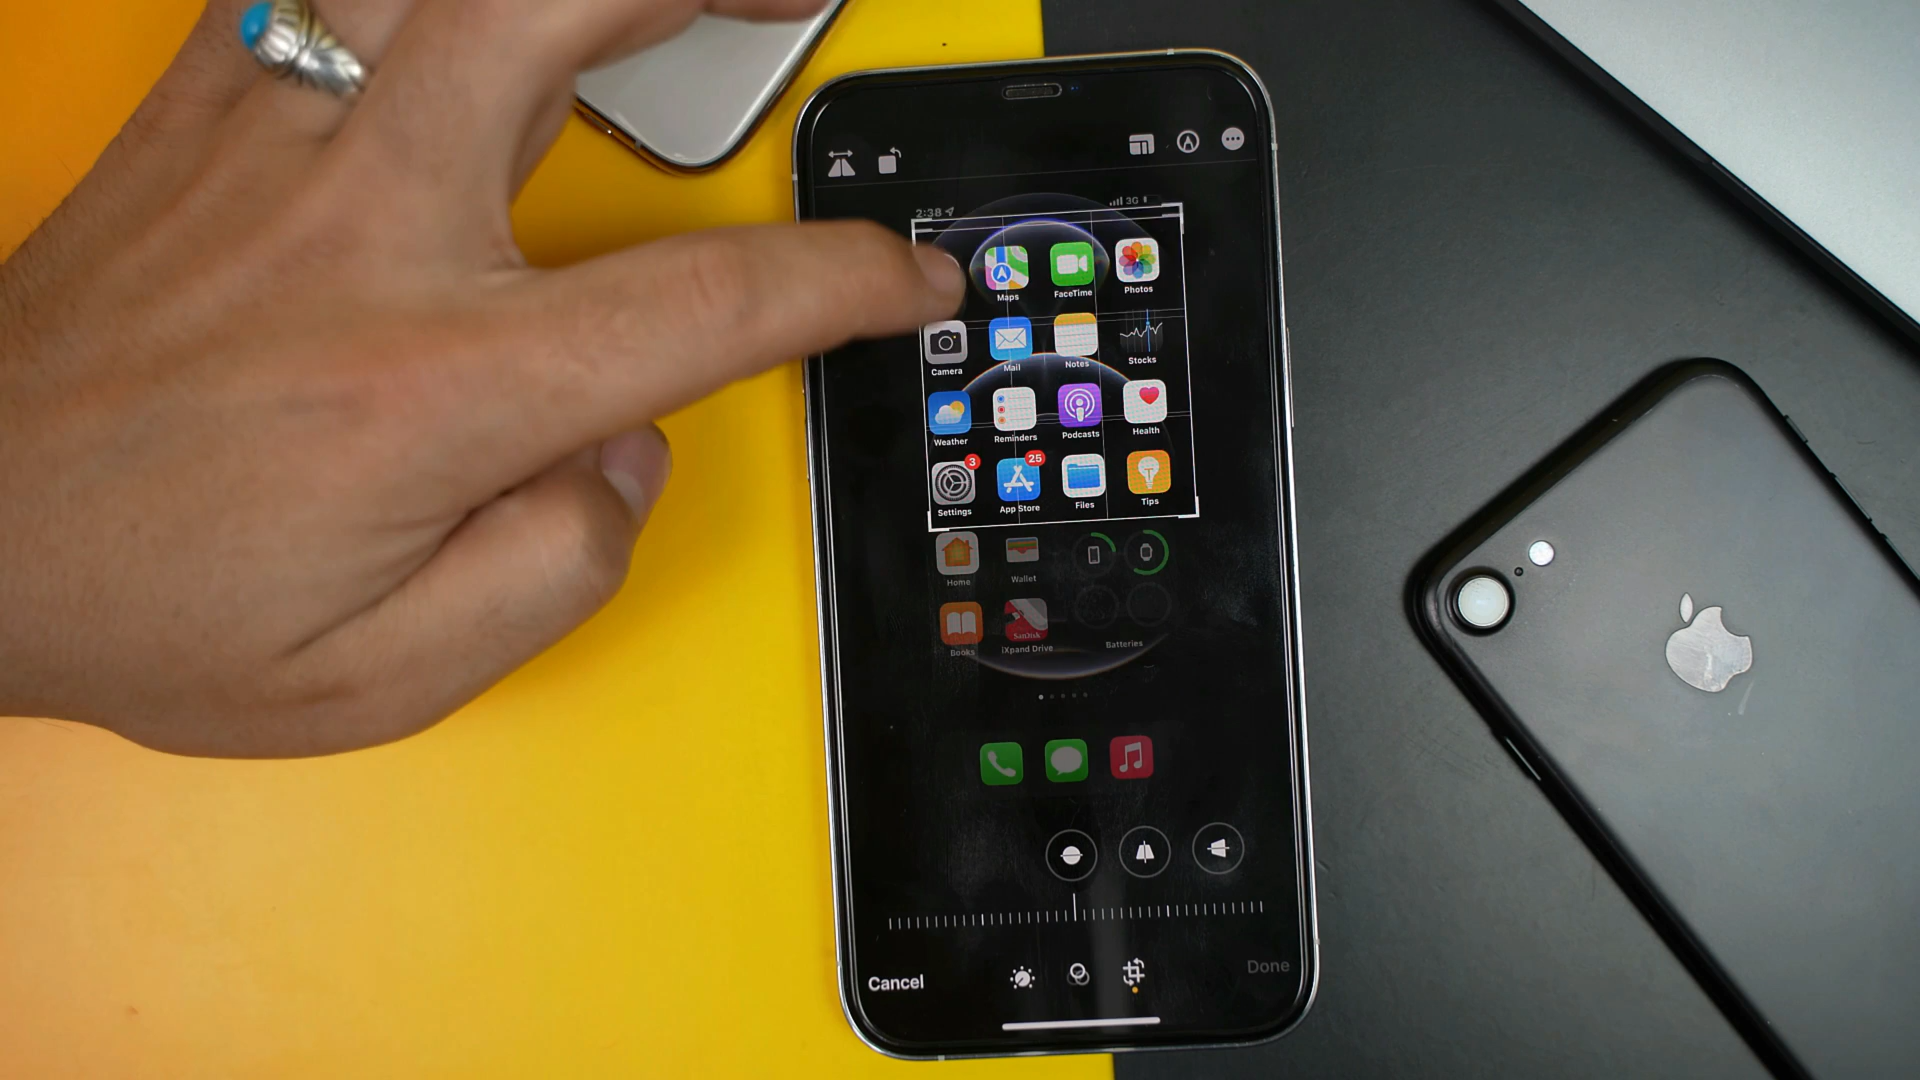 2:38
3G
Maps FaceTime Photos
Camera Mail Notes Stocks
Weather Reminders Podcasts Health
3 25
Settings App Store Files Tips
Home Wallet
SanDisk
Books iXpand Drive Batteries
Cancel Done